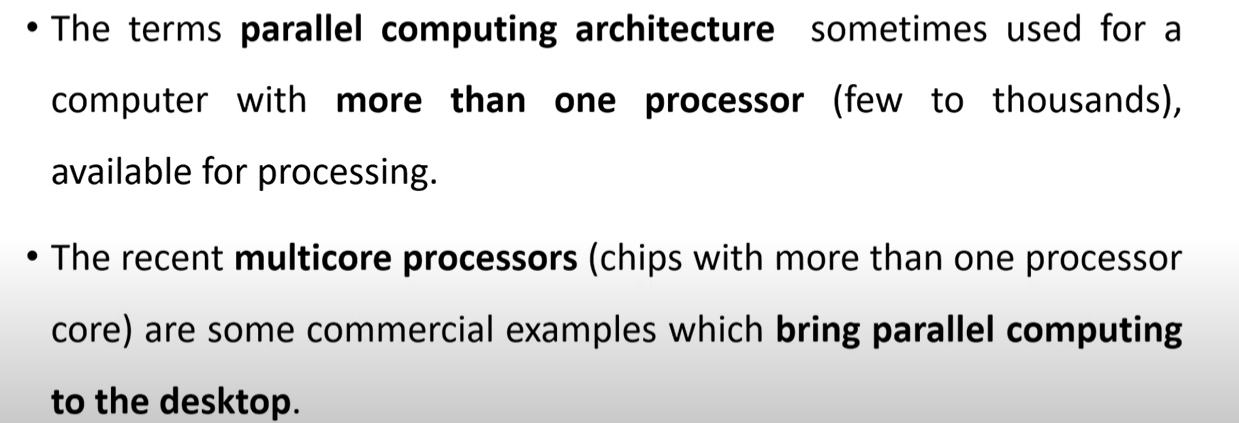 • The terms parallel computing architecture sometimes used for a
computer with more than one processor (few to thousands),
available for processing.
• The recent multicore processors (chips with more than one processor
core) are some commercial examples which bring parallel computing
to the desktop.